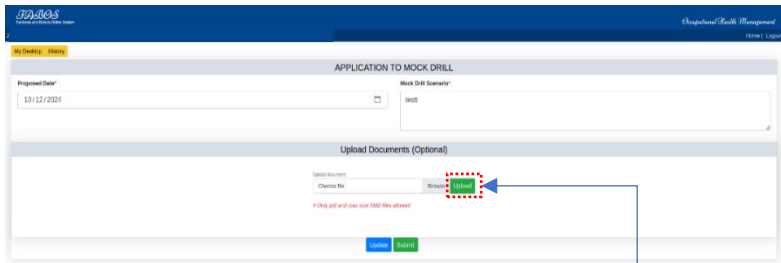 FABOS
Factories and Boilers Online System
Occupational Health Management
Home | Logout
My Desktop History
APPLICATION TO MOCK DRILL
Proposed Date*
Mock Drill Scenario*
10/12/2024
testt
Upload Documents (Optional)
Upload document
Choose file
Browse
Upload
# Only pdf and max size 5MB files allowed
Update
Submit